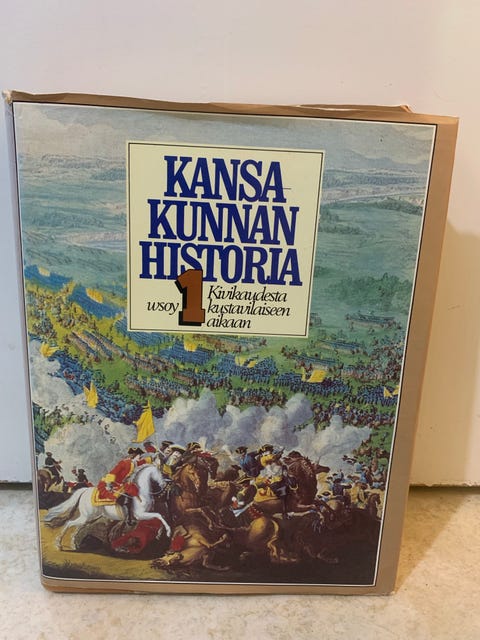 KANSA-
KUNNAN
HISTORIA
wsoy 1 Kivikaudesta
kustavilaiseen
aikaan